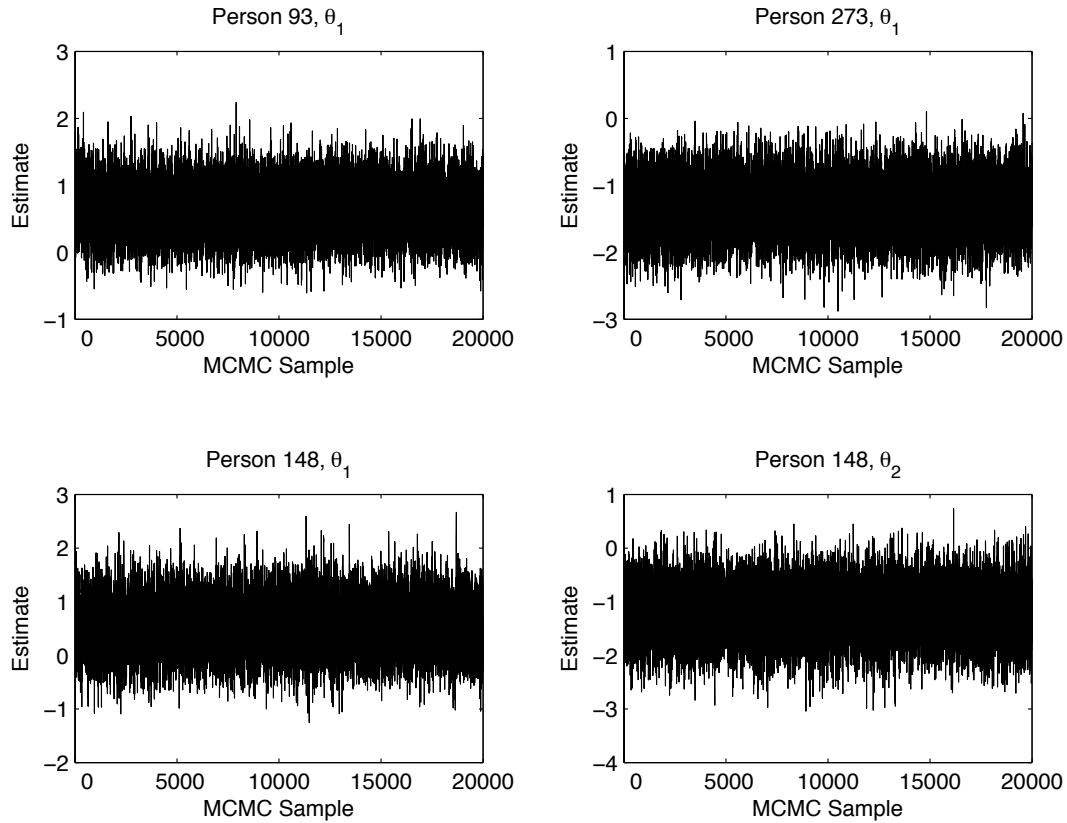 Person 93, θ1
3
2
1
0
−1
Estimate
0 5000 10000 15000 20000
MCMC Sample
Person 273, θ1
1
0
−1
−2
−3
Estimate
0 5000 10000 15000 20000
MCMC Sample
Person 148, θ1
3
2
1
0
−1
−2
Estimate
0 5000 10000 15000 20000
MCMC Sample
Person 148, θ2
1
0
−1
−2
−3
−4
Estimate
0 5000 10000 15000 20000
MCMC Sample